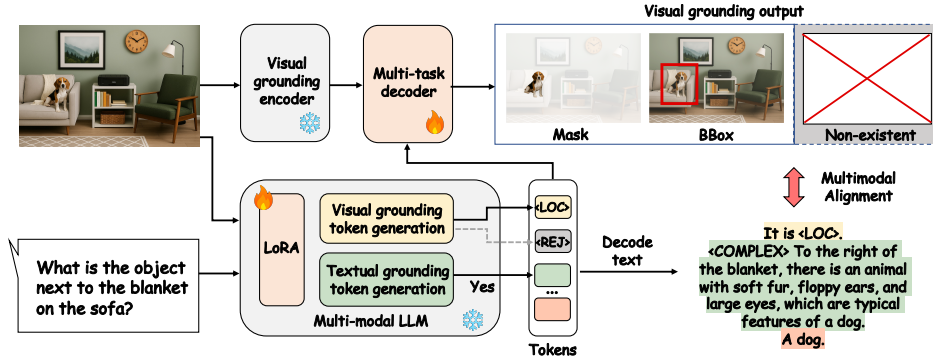 Visual grounding output
Visual
grounding
encoder
Multi-task
decoder
Mask
BBox
Non-existent
Multimodal
Alignment
What is the object
next to the blanket
on the sofa?
LoRA
Visual grounding
token generation
Textual grounding
token generation
Yes
Multi-modal LLM
<LOC>
<REJ>
...
Tokens
Decode
text
It is <LOC>.
<COMPLEX> To the right of
the blanket, there is an animal
with soft fur, floppy ears, and
large eyes, which are typical
features of a dog.
A dog.